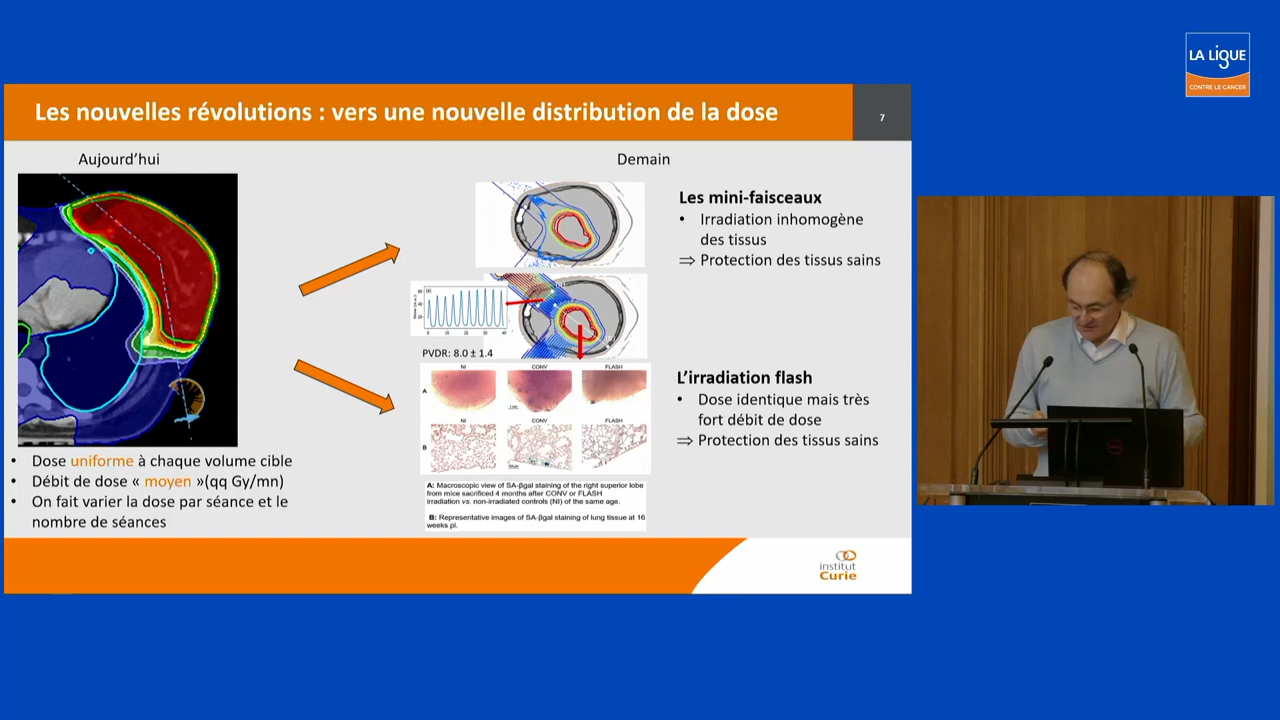 LA LIGUE
CONTRE LE CANCER
Les nouvelles révolutions : vers une nouvelle distribution de la dose
7
Aujourd'hui
Demain
Les mini-faisceaux
• Irradiation inhomogène
des tissus
⇒ Protection des tissus sains
(a)
PVDR: 8.0 ± 1.4
NI CONV FLASH
A
NI CONV FLASH
B
L'irradiation flash
• Dose identique mais très
fort débit de dose
⇒ Protection des tissus sains
• Dose uniforme à chaque volume cible
• Débit de dose « moyen »(qq Gy/mn)
• On fait varier la dose par séance et le
nombre de séances
A: Macroscopic view of SA-βgal staining of the right superior lobe
from mice sacrificed 4 months after CONV or FLASH
irradiation vs. non-irradiated controls (NI) of the same age.
B: Representative images of SA-βgal staining of lung tissue at 16
weeks pi.
institut
Curie